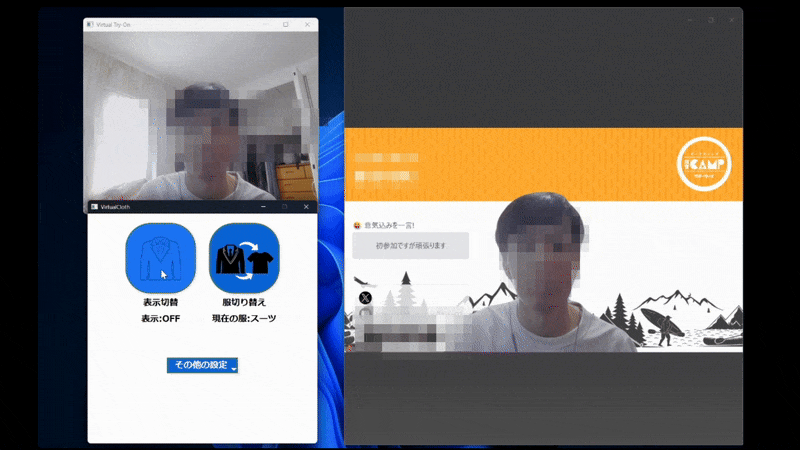 Virtual Try-On
VirtualCloth
表示切替
服切り替え
表示:OFF
現在の服:スーツ
その他の設定
CAMP
意気込みを一言!
初参加ですが頑張ります